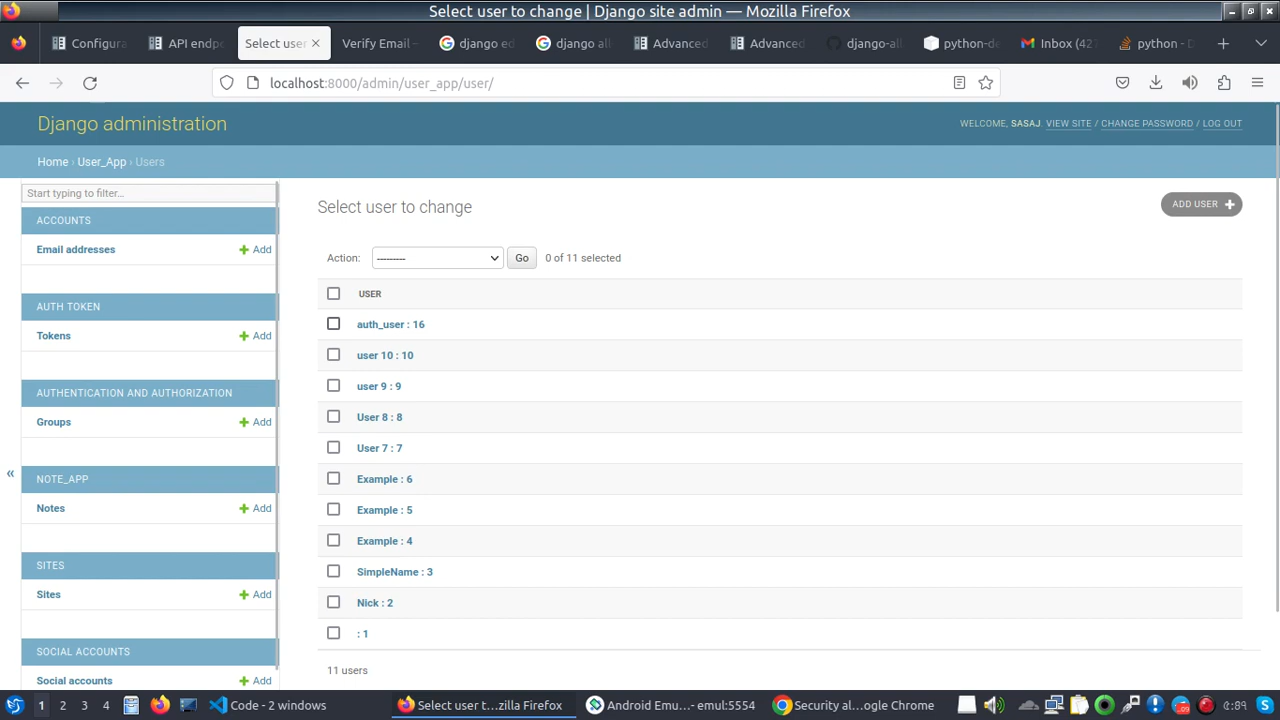 Select user to change | Django site admin — Mozilla Firefox
Configura
API endpo
Select user
Verify Email
django ed
django all
Advanced
Advanced
django-all
python-de
Inbox (42
python - D
localhost:8000/admin/user_app/user/
Django administration
WELCOME, SASAJ. VIEW SITE / CHANGE PASSWORD / LOG OUT
Home › User_App › Users
Start typing to filter…
ACCOUNTS
Email addresses
Add
AUTH TOKEN
Tokens
Add
AUTHENTICATION AND AUTHORIZATION
Groups
Add
NOTE_APP
Notes
Add
SITES
Sites
Add
SOCIAL ACCOUNTS
Social accounts
Add
«
Select user to change
ADD USER
Action:
---------
Go
0 of 11 selected
USER
auth_user : 16
user 10 : 10
user 9 : 9
User 8 : 8
User 7 : 7
Example : 6
Example : 5
Example : 4
SimpleName : 3
Nick : 2
: 1
11 users
1 2 3 4
Code - 2 windows
Select user t...zilla Firefox
Android Emu... - emul:5554
Security al...ogle Chrome